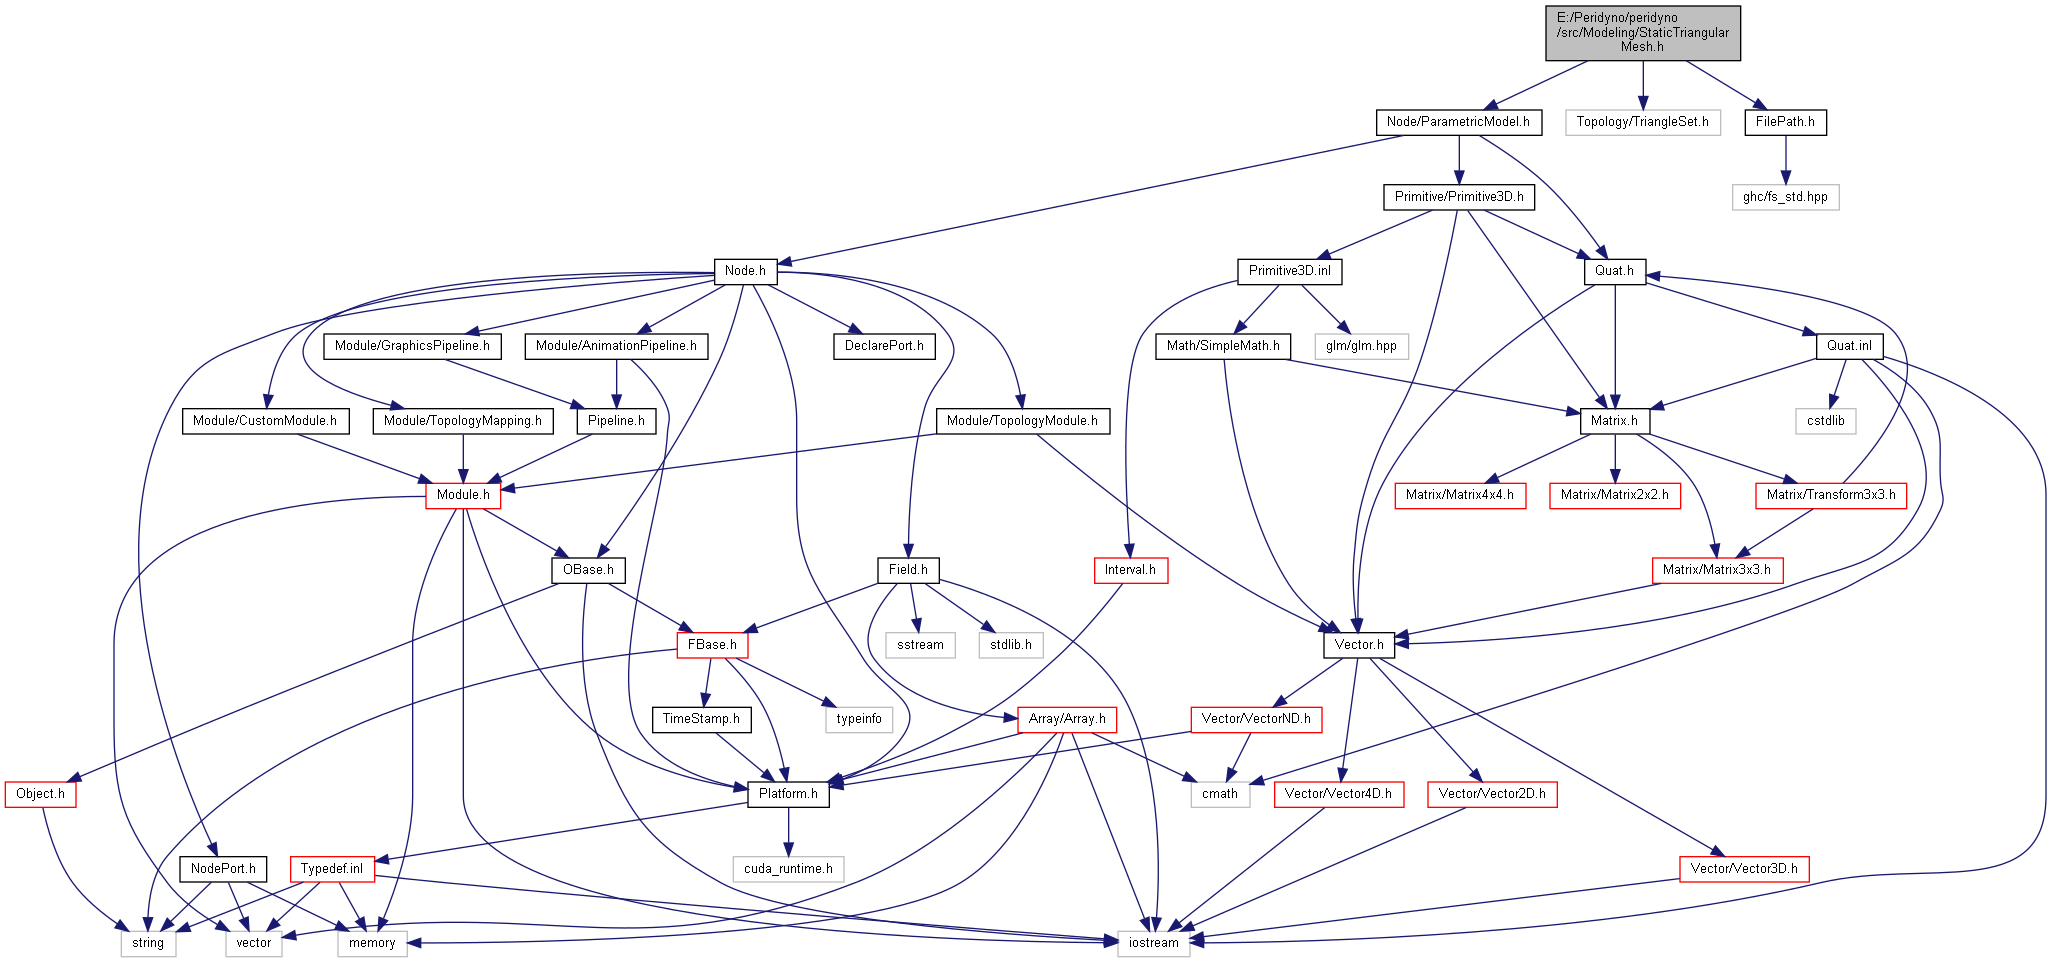 E:/Peridyno/peridyno
/src/Modeling/StaticTriangular
Mesh.h
Node/ParametricModel.h
Topology/TriangleSet.h
FilePath.h
Primitive/Primitive3D.h
ghc/fs_std.hpp
Node.h
Primitive3D.inl
Quat.h
Module/GraphicsPipeline.h
Module/AnimationPipeline.h
DeclarePort.h
Math/SimpleMath.h
glm/glm.hpp
Quat.inl
Module/CustomModule.h
Module/TopologyMapping.h
Pipeline.h
Module/TopologyModule.h
Matrix.h
cstdlib
Module.h
Matrix/Matrix4x4.h
Matrix/Matrix2x2.h
Matrix/Transform3x3.h
OBase.h
Field.h
Interval.h
Matrix/Matrix3x3.h
FBase.h
sstream
stdlib.h
Vector.h
TimeStamp.h
typeinfo
Array/Array.h
Vector/VectorND.h
Object.h
Platform.h
cmath
Vector/Vector4D.h
Vector/Vector2D.h
NodePort.h
Typedef.inl
cuda_runtime.h
Vector/Vector3D.h
string
vector
memory
iostream